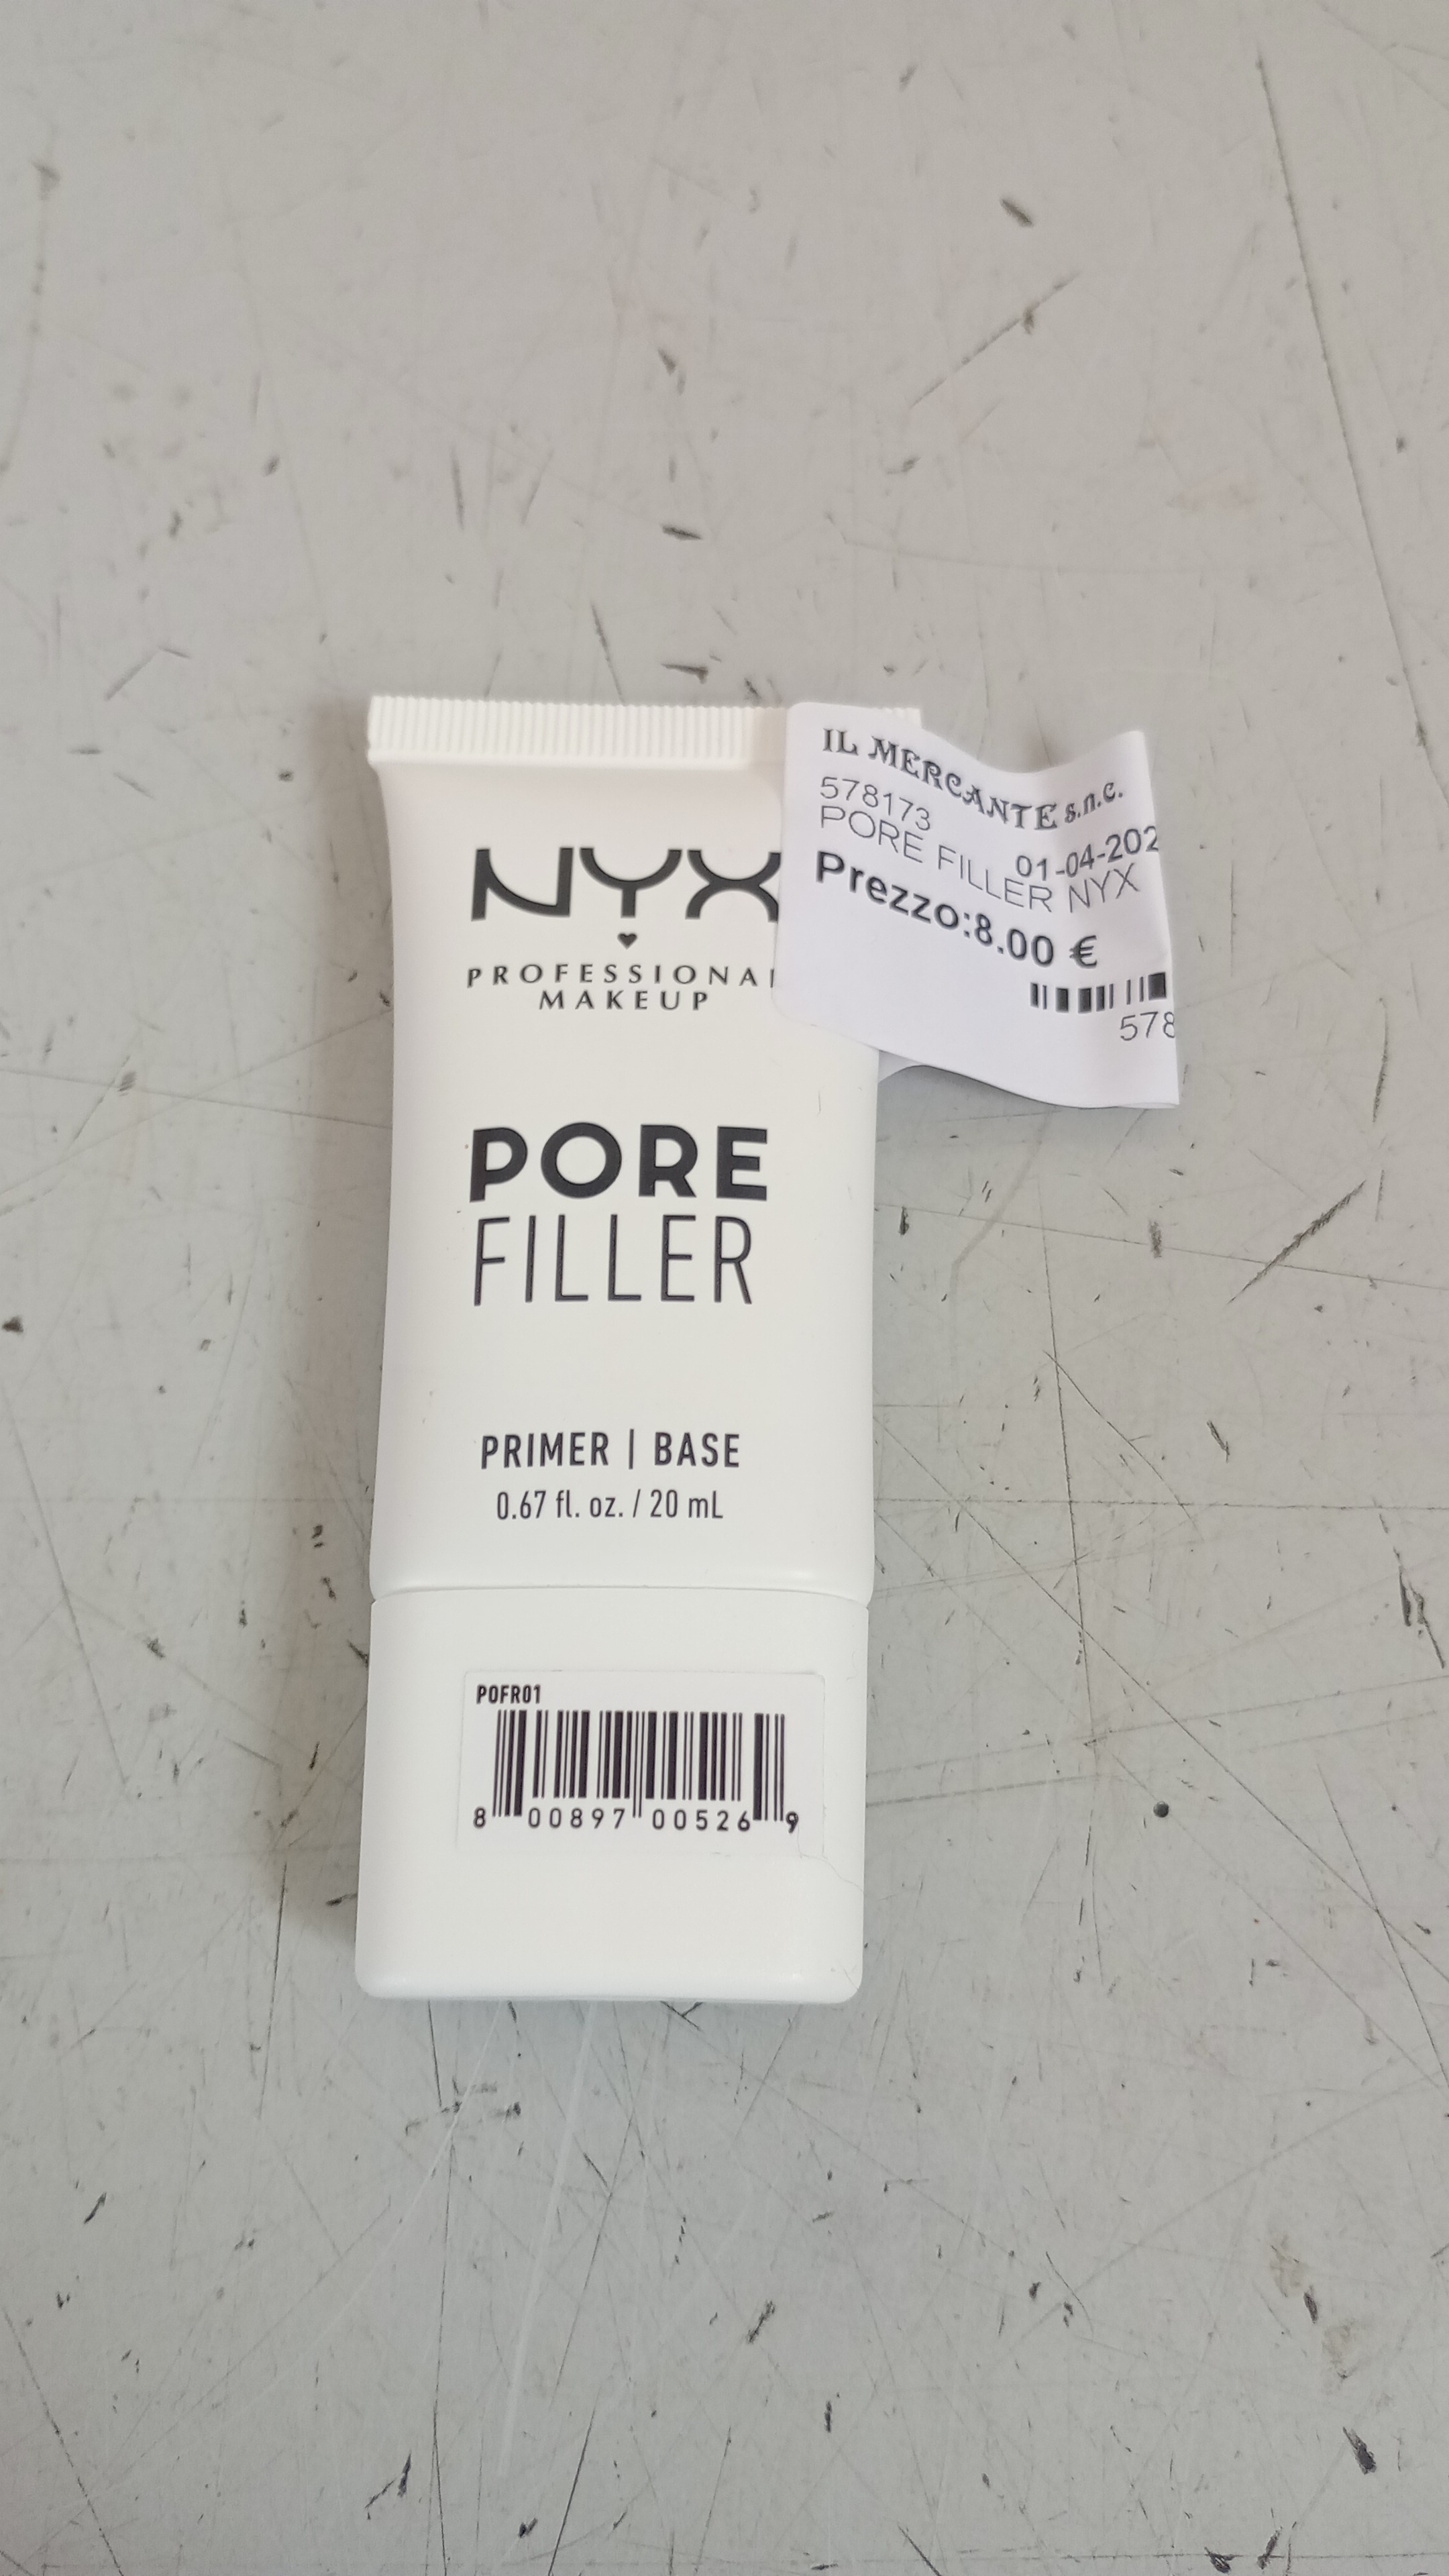 NYX
PROFESSIONAL
MAKEUP
PORE
FILLER
PRIMER | BASE
0.67 fl. oz. / 20 mL
POFR01
8 00897 00526 9
IL MERCANTE s.n.c.
578173
01-04-202
PORE FILLER NYX
Prezzo:8.00 €
578